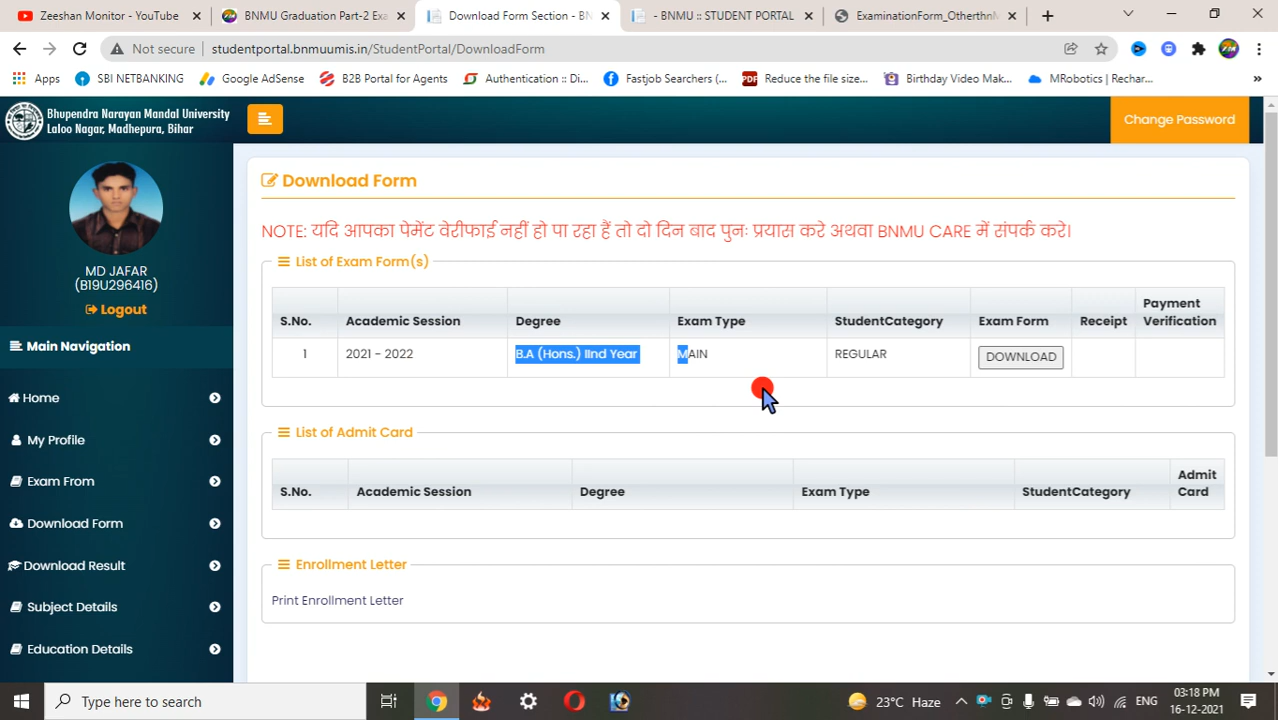 Zeeshan Monitor - YouTube
BNMU Graduation Part-2 Exa
Download Form Section - BN
- BNMU :: STUDENT PORTAL
ExaminationForm_OtherthnM
Not secure
studentportal.bnmuumis.in/StudentPortal/DownloadForm
Apps
SBI NETBANKING
Google AdSense
B2B Portal for Agents
Authentication :: Di...
Fastjob Searchers (...
PDF
Reduce the file size...
Birthday Video Mak...
MRobotics | Rechar...
»
Bhupendra Narayan Mandal University
Laloo Nagar, Madhepura, Bihar
Change Password
MD JAFAR
(B19U296416)
Logout
Main Navigation
Home
My Profile
Exam From
Download Form
Download Result
Subject Details
Education Details
Download Form
NOTE: यदि आपका पेमेंट वेरीफाई नहीं हो पा रहा हैं तो दो दिन बाद पुनः प्रयास करे अथवा BNMU CARE में संपर्क करे।
List of Exam Form(s)
S.No. Academic Session Degree Exam Type StudentCategory Exam Form Receipt Payment Verification
1 2021 - 2022 B.A (Hons.) IInd Year MAIN REGULAR DOWNLOAD
List of Admit Card
S.No. Academic Session Degree Exam Type StudentCategory Admit Card
Enrollment Letter
Print Enrollment Letter
Type here to search
23°C Haze
ENG
03:18 PM
16-12-2021